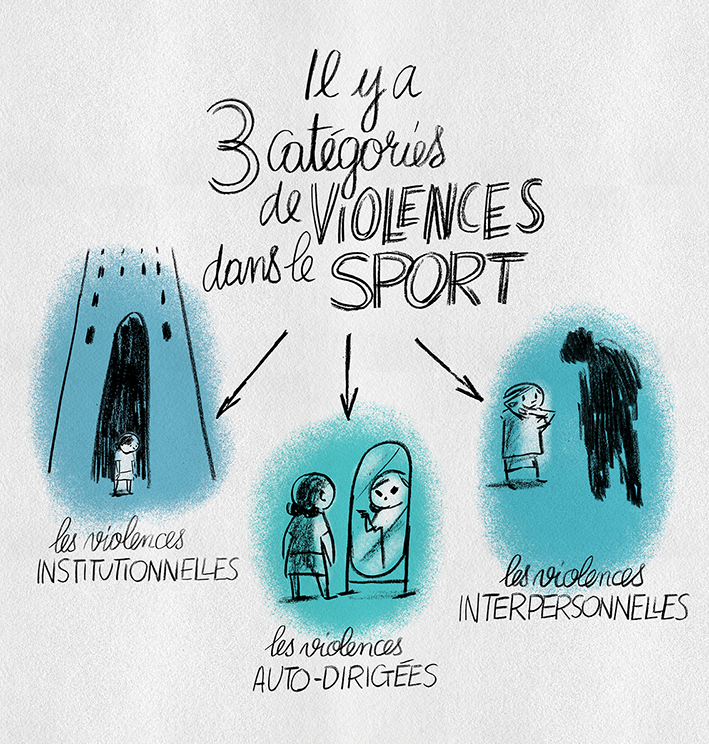 Il y a
3 catégories
de VIOLENCES
dans le SPORT
les violences
INSTITUTIONNELLES
les violences
AUTO-DIRIGÉES
les violences
INTERPERSONNELLES